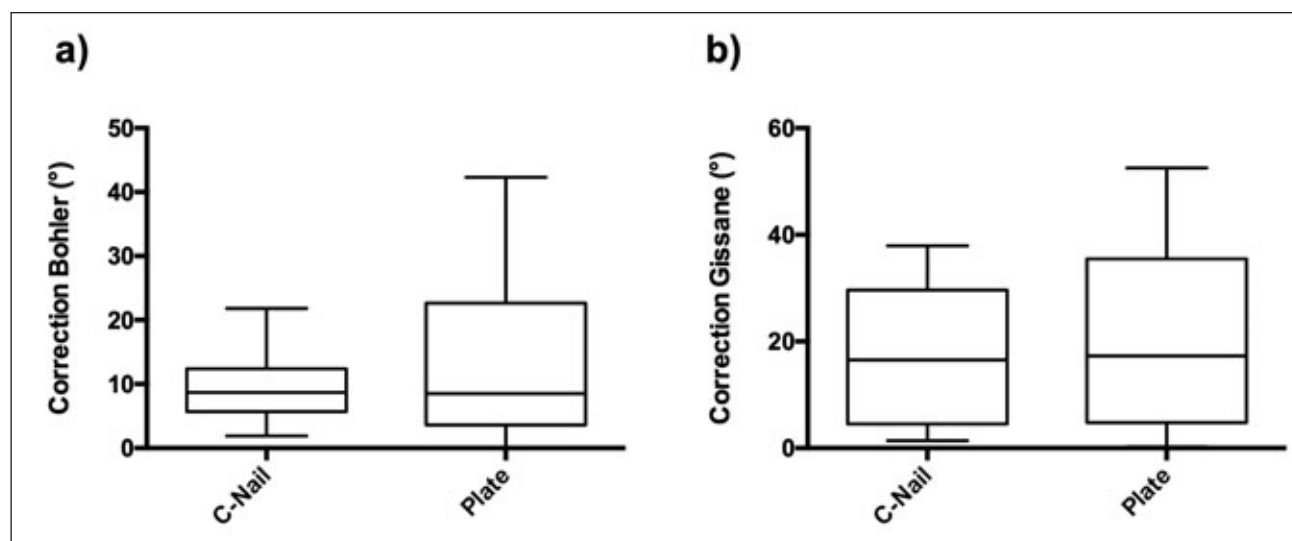 a)
Correction Bohler (°)
50
40
30
20
10
0
C-Nail
Plate
b)
Correction Gissane (°)
60
40
20
0
C-Nail
Plate